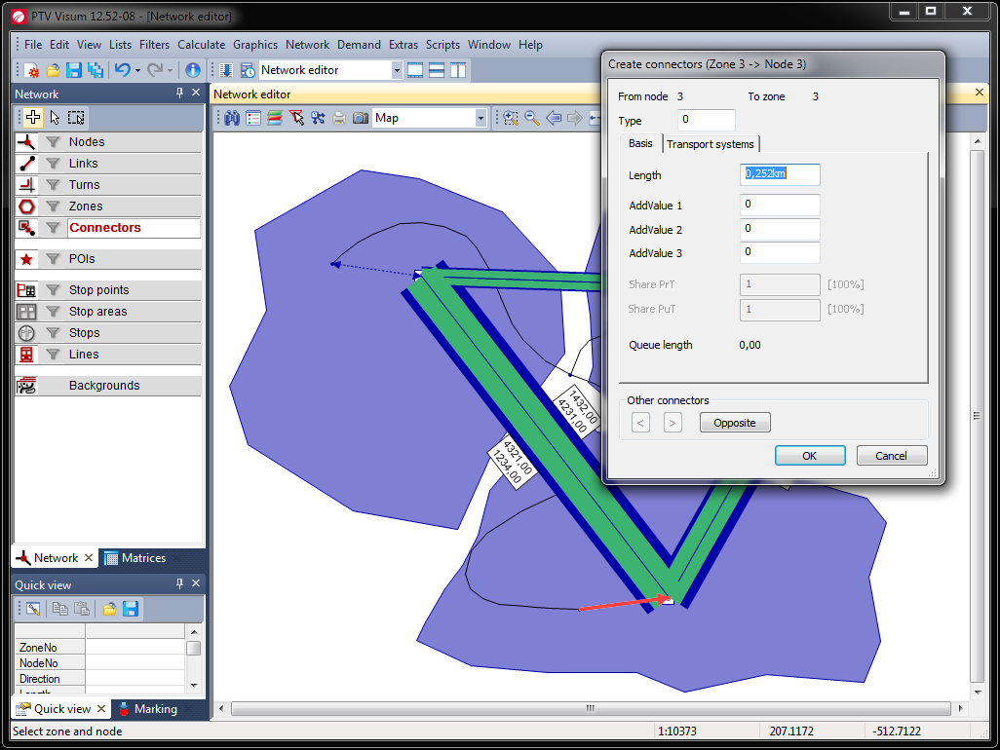 PTV Visum 12.52-08 - [Network editor]
File Edit View Lists Filters Calculate Graphics Network Demand Extras Scripts Window Help
Network editor
Network
Network editor
Map
Nodes
Links
Turns
Zones
Connectors
POIs
Stop points
Stop areas
Stops
Lines
Backgrounds
Network
Matrices
Quick view
ZoneNo
NodeNo
Direction
Length
Quick view
Marking
1432,00
4231,00
4321,00
1234,00
Create connectors (Zone 3 -> Node 3)
From node 3 To zone 3
Type 0
Basis Transport systems
Length 0,252km
AddValue 1 0
AddValue 2 0
AddValue 3 0
Share PrT 1 [100%]
Share PuT 1 [100%]
Queue length 0,00
Other connectors
< > Opposite
OK Cancel
Select zone and node 1:10373 207.1172 -512.7122